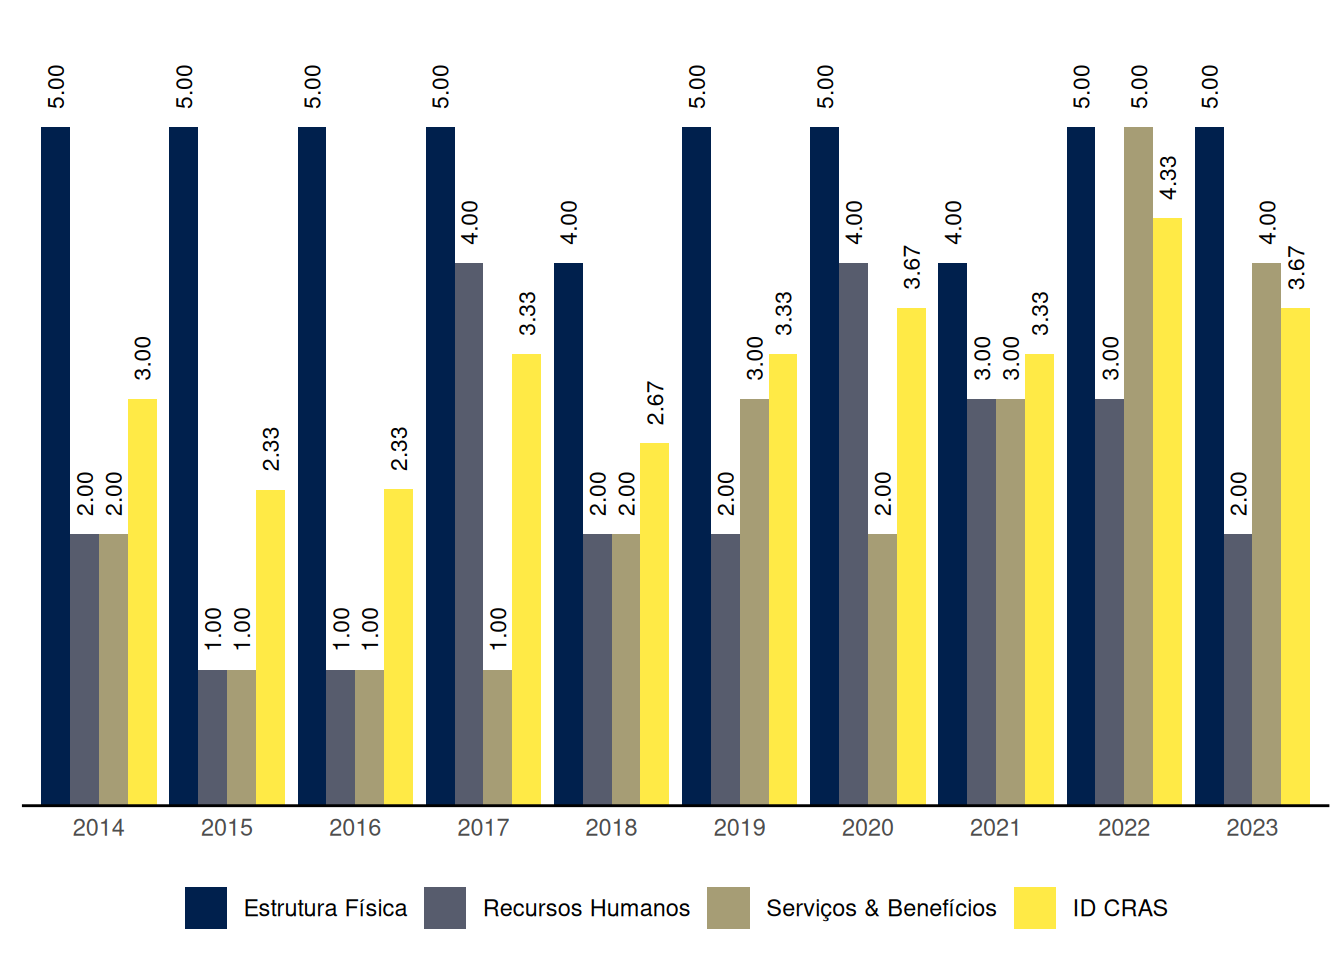 5.00 2.00 2.00 3.00 5.00 1.00 1.00 2.33 5.00 1.00 1.00 2.33 5.00 4.00 1.00 3.33 4.00 2.00 2.00 2.67 5.00 2.00 3.00 3.33 5.00 4.00 2.00 3.67 4.00 3.00 3.00 3.33 5.00 3.00 5.00 4.33 5.00 2.00 4.00 3.67
2014 2015 2016 2017 2018 2019 2020 2021 2022 2023
Estrutura Física Recursos Humanos Serviços & Benefícios ID CRAS